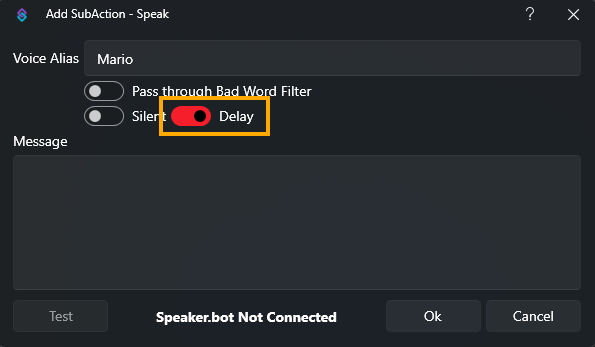 Add SubAction - Speak
?
Voice Alias Mario
Pass through Bad Word Filter
Silent Delay
Message
Test Speaker.bot Not Connected Ok Cancel